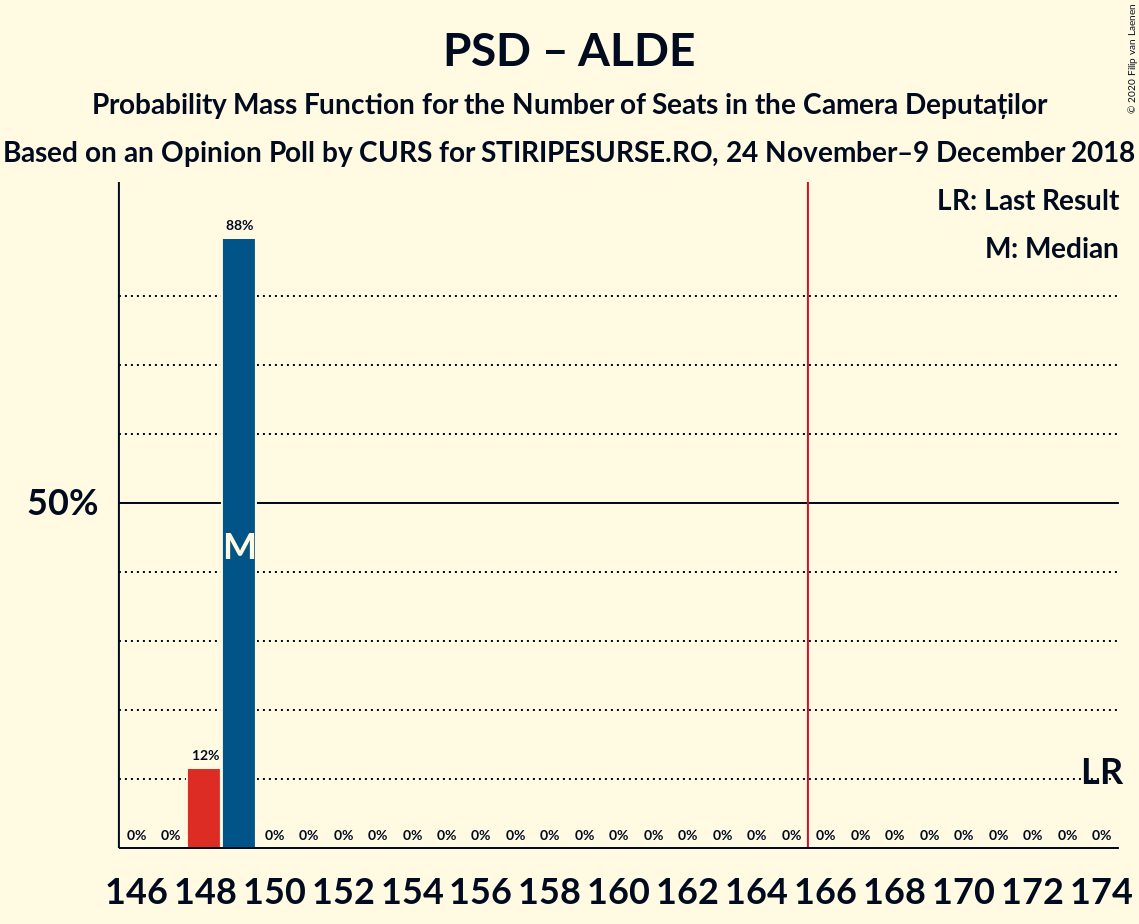 PSD – ALDE
Probability Mass Function for the Number of Seats in the Camera Deputaților
Based on an Opinion Poll by CURS for STIRIPESURSE.RO, 24 November–9 December 2018
© 2020 Filip van Laenen
LR: Last Result
M: Median
88%
50%
M
12%
LR
0% 0% 0% 0% 0% 0% 0% 0% 0% 0% 0% 0% 0% 0% 0% 0% 0% 0% 0% 0% 0% 0% 0% 0% 0% 0% 0%
146 148 150 152 154 156 158 160 162 164 166 168 170 172 174